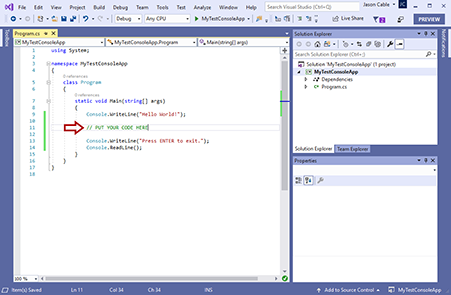 File Edit View Project Build Debug Team Tools
Search Visual Studio (Ctrl+Q)
Jason Cable
Test Analyze Window Help
Debug Any CPU MyTestConsoleApp Live Share PREVIEW
Toolbox
Program.cs
MyTestConsoleApp MyTestConsoleApp.Program Main(string[] args)
1 using System;
2
3
4 namespace MyTestConsoleApp
5 {
0 references
6 class Program
{
0 references
static void Main(string[] args)
{
Console.WriteLine("Hello World!");
10
11 // PUT YOUR CODE HERE
12
13 Console.WriteLine("Press ENTER to exit.");
14 Console.ReadLine();
15 }
16 }
17 }
18
100 %
Solution Explorer
Search Solution Explorer (Ctrl+;)
Solution 'MyTestConsoleApp' (1 project)
MyTestConsoleApp
Dependencies
Program.cs
Solution Explorer Team Explorer
Properties
Item(s) Saved Ln 11 Col 34 Ch 34 INS Add to Source Control MyTestConsoleApp